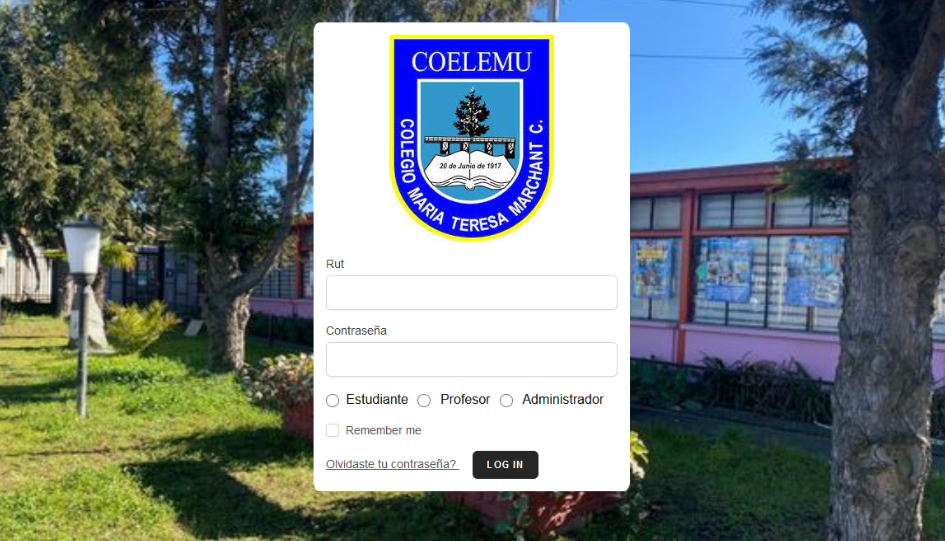 COELEMU
COLEGIO MARIA TERESA MARCHANT C.
20 de Junio de 1917
Rut
Contraseña
Estudiante Profesor Administrador
Remember me
Olvidaste tu contraseña? LOG IN